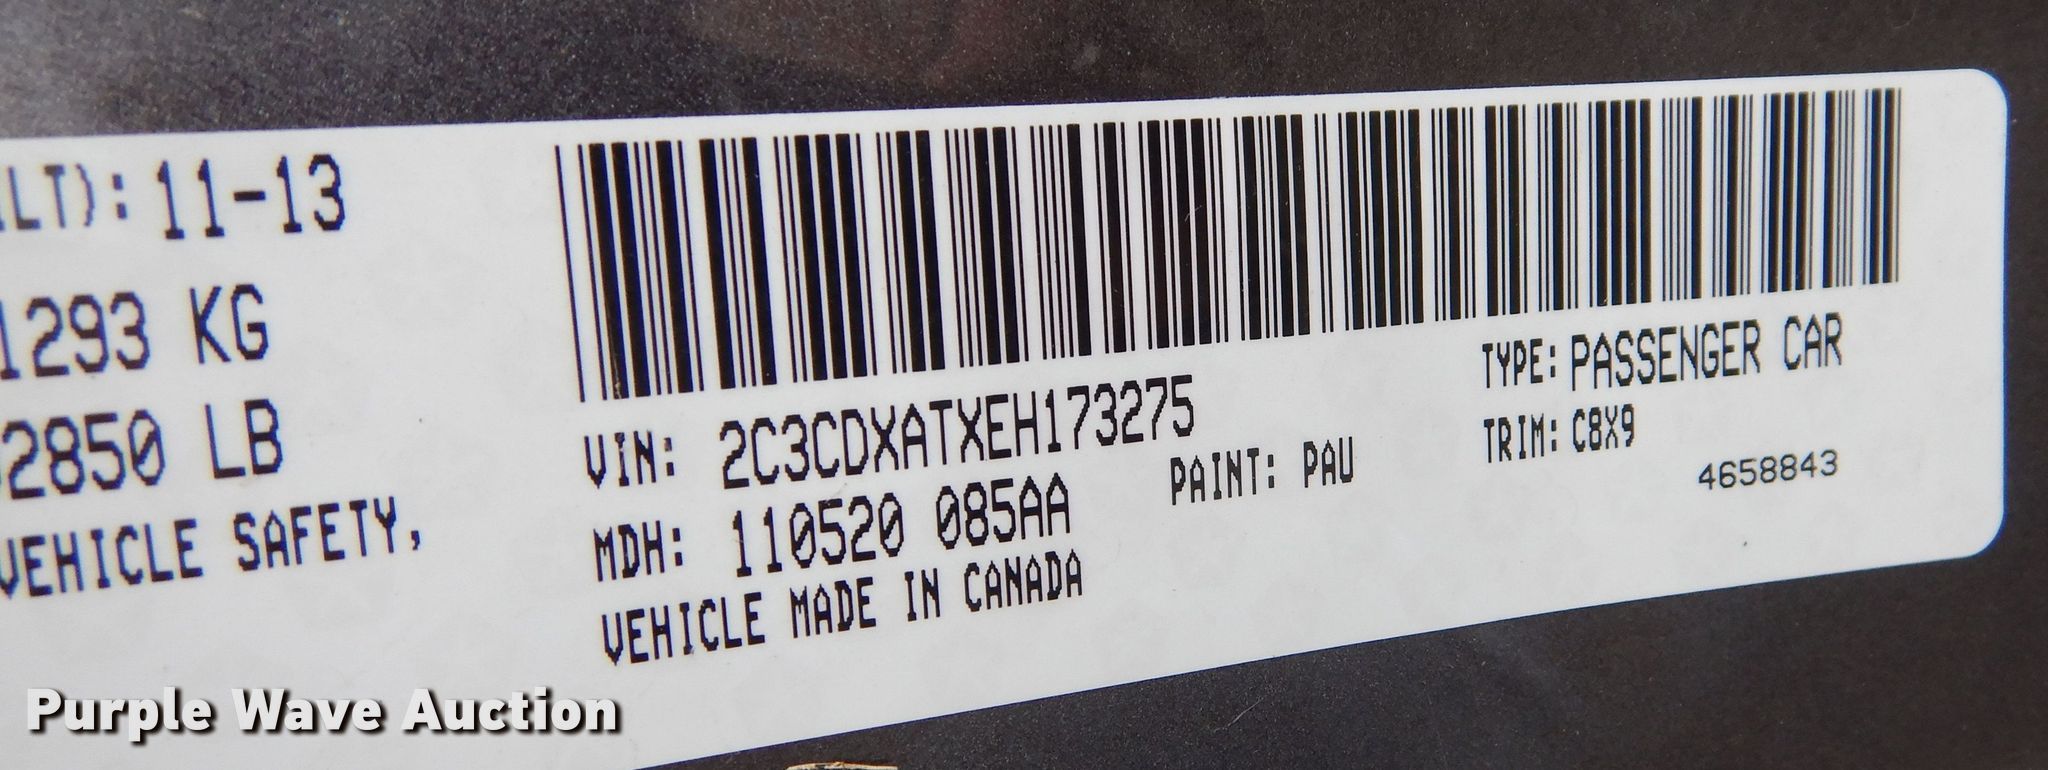 LT): 11-13
1293 KG
2850 LB
VEHICLE SAFETY,
VIN: 2C3CDXATXEH173275
MDH: 110520 085AA
PAINT: PAU
VEHICLE MADE IN CANADA
TYPE: PASSENGER CAR
TRIM: C8X9
4658843
Purple Wave Auction